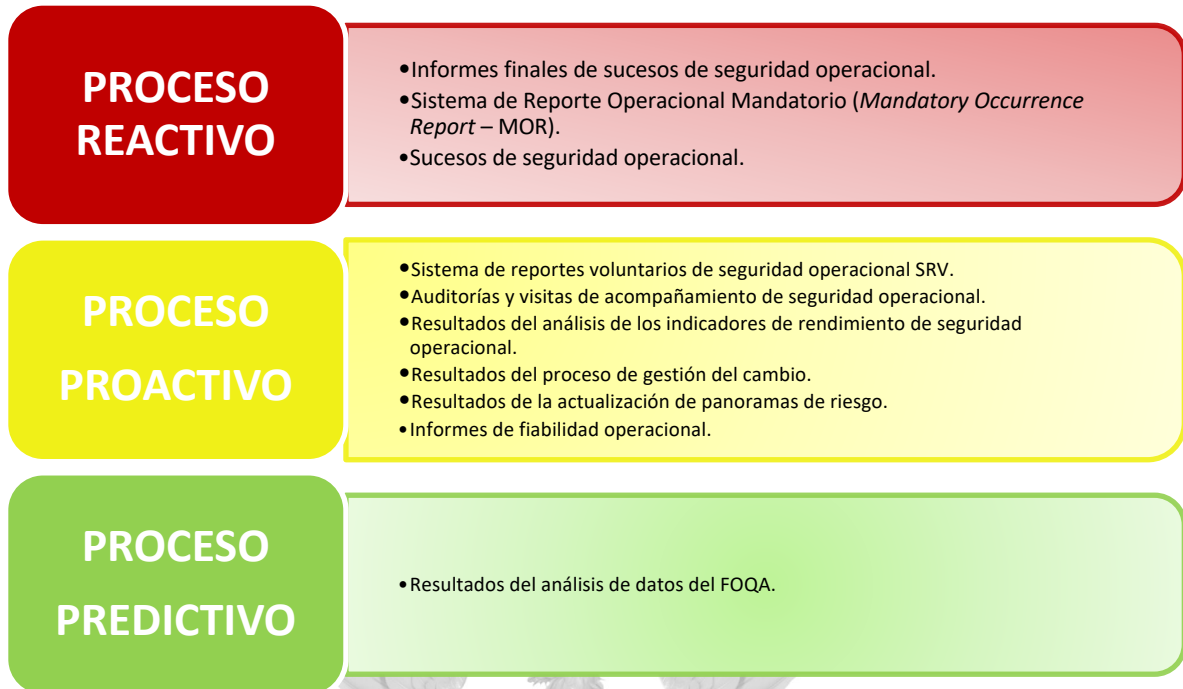 PROCESO
REACTIVO
•Informes finales de sucesos de seguridad operacional.
•Sistema de Reporte Operacional Mandatorio (Mandatory Occurrence
Report – MOR).
•Sucesos de seguridad operacional.
PROCESO
PROACTIVO
•Sistema de reportes voluntarios de seguridad operacional SRV.
•Auditorías y visitas de acompañamiento de seguridad operacional.
•Resultados del análisis de los indicadores de rendimiento de seguridad
operacional.
•Resultados del proceso de gestión del cambio.
•Resultados de la actualización de panoramas de riesgo.
•Informes de fiabilidad operacional.
PROCESO
PREDICTIVO
•Resultados del análisis de datos del FOQA.